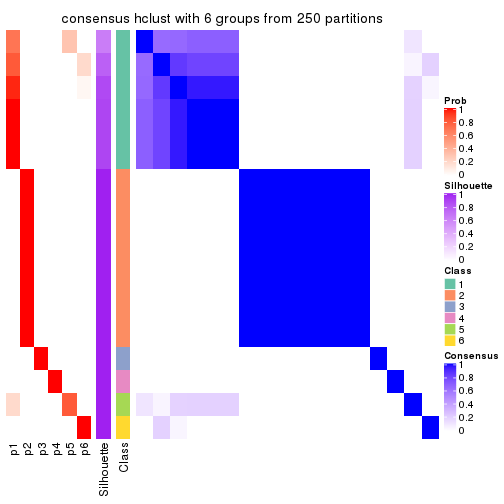 consensus hclust with 6 groups from 250 partitions
Prob
1
0.8
0.6
0.4
0.2
0
Silhouette
1
0.8
0.6
0.4
0.2
0
Class
1
2
3
4
5
6
Consensus
1
0.8
0.6
0.4
0.2
0
p1
p2
p3
p4
p5
p6
Silhouette
Class